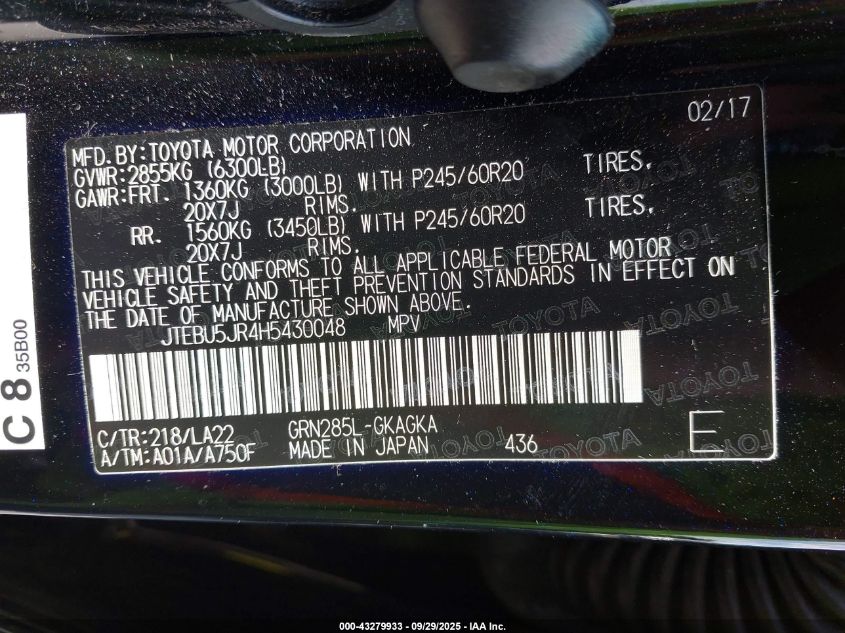 02/17
MFD.BY:TOYOTA MOTOR CORPORATION
GVWR:2855KG (6300LB)
GAWR:FRT. 1360KG (3000LB) WITH P245/60R20 TIRES,
20X7J RIMS.
RR. 1560KG (3450LB) WITH P245/60R20 TIRES,
20X7J RIMS.
THIS VEHICLE CONFORMS TO ALL APPLICABLE FEDERAL MOTOR
VEHICLE SAFETY AND THEFT PREVENTION STANDARDS IN EFFECT ON
THE DATE OF MANUFACTURE SHOWN ABOVE.
JTEBU5JR4H5430048 MPV
C/TR:218/LA22 GRN285L-GKAGKA
A/TM:A01A/A750F MADE IN JAPAN 436 E
C 8 35B00
TOYOTA
000-43279933 - 09/29/2025 - IAA Inc.